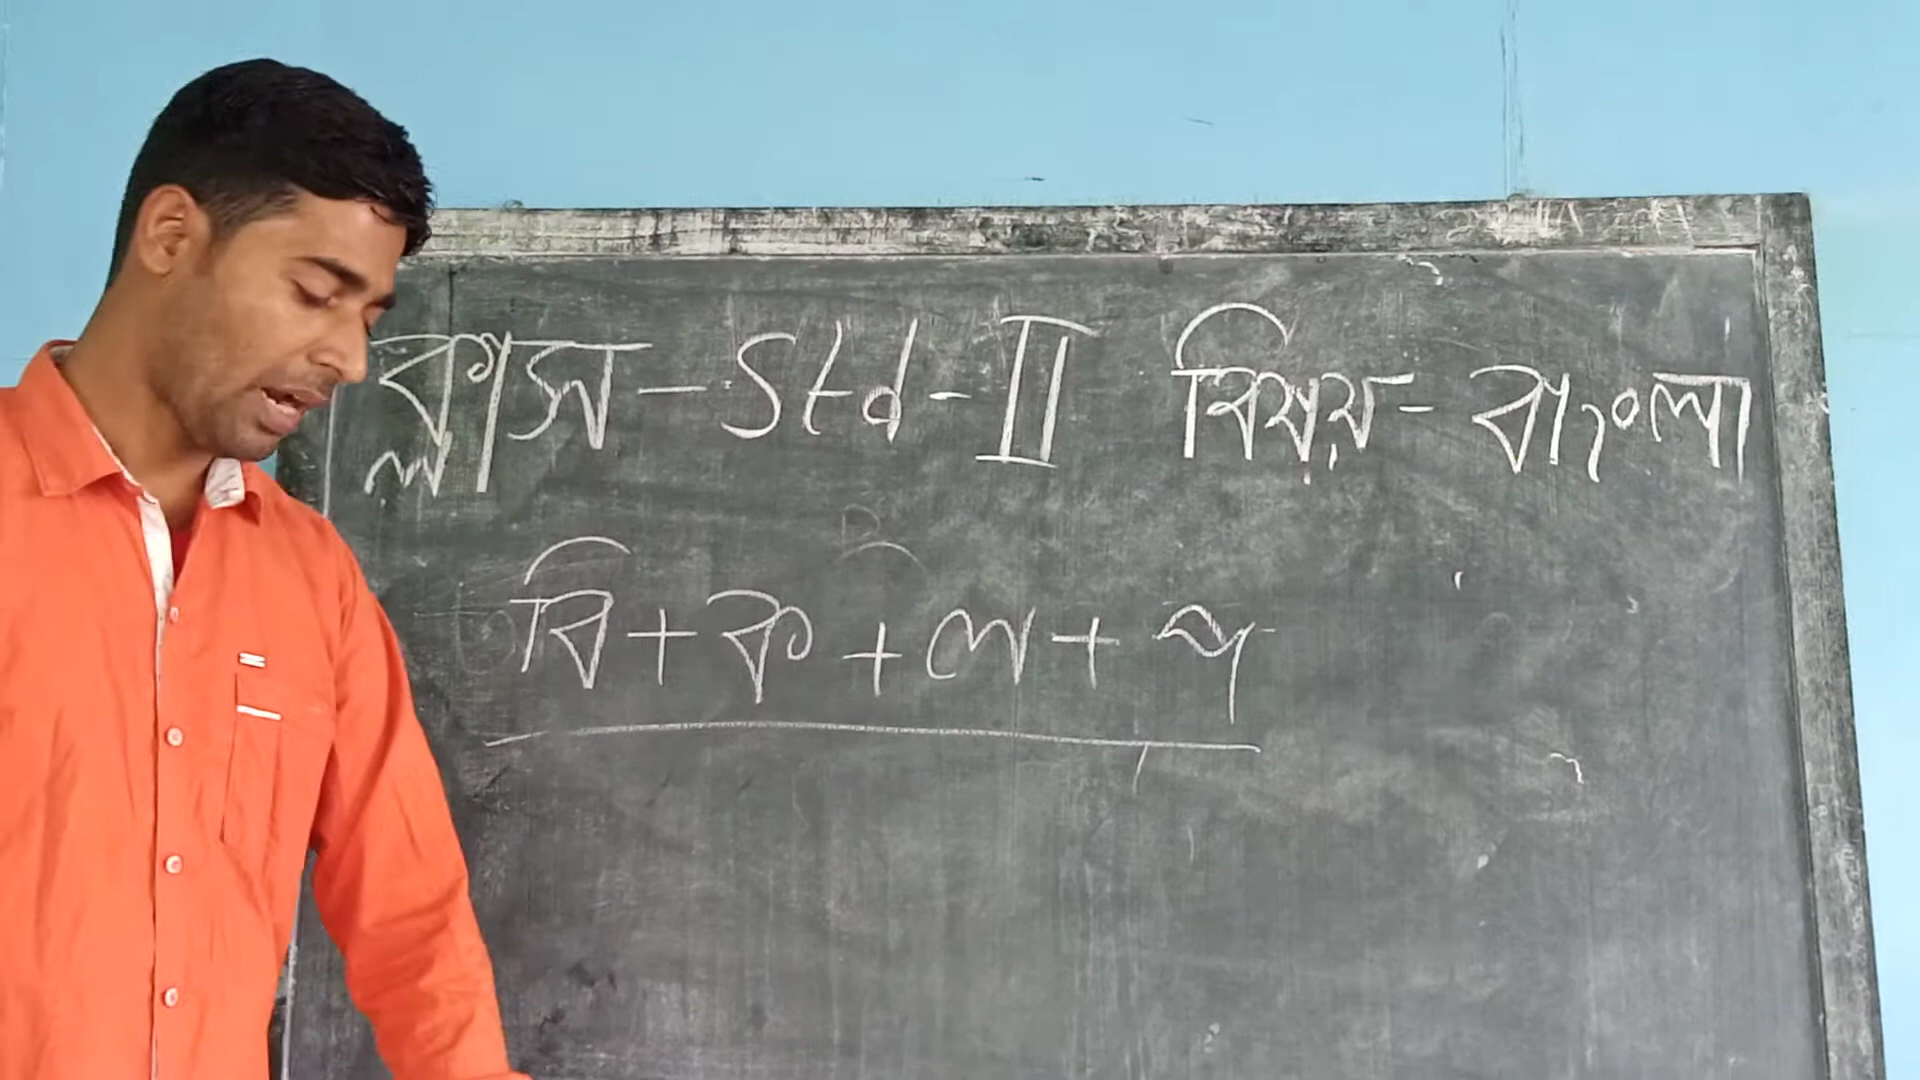 ক্লাস - Std - II বিষয় - বাংলা
বি + ক + ল + প